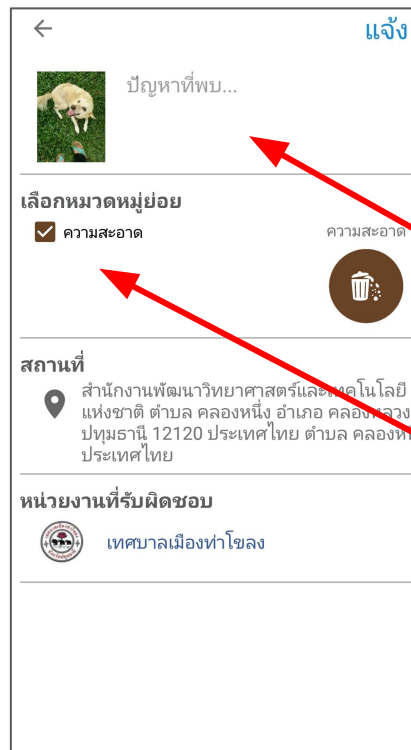 แจ้ง
ปัญหาที่พบ...
เลือกหมวดหมู่ย่อย
ความสะอาด
ความสะอาด
สถานที่
สำนักงานพัฒนาวิทยาศาสตร์และเทคโนโลยี
แห่งชาติ ตำบล คลองหนึ่ง อำเภอ คลองหลวง
ปทุมธานี 12120 ประเทศไทย ตำบล
ประเทศไทย
หน่วยงานที่รับผิดชอบ
เทศบาลเมืองท่าโขลง